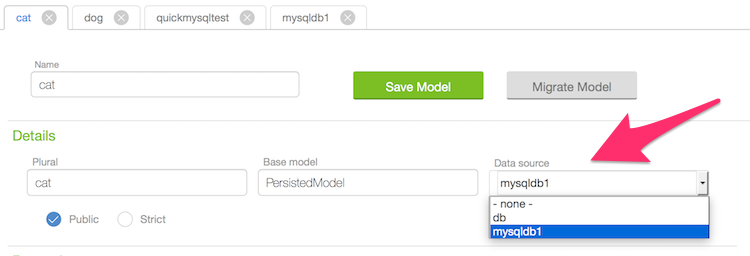 cat dog quickmysqltest mysqldb1
Name
cat
Save Model Migrate Model
Details
Plural Base model Data source
cat PersistedModel mysqldb1
- none -
db
mysqldb1
Public Strict